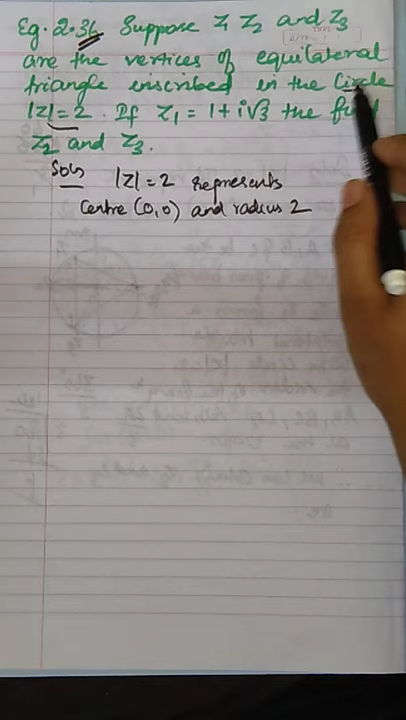 Eg. 2.36 Suppose Z1 Z2 and Z3
are the vertices of equilateral
triangle inscribed in the Circle
|Z| = 2. If Z1 = 1 + i√3 the
Z2 and Z3.
Soln |Z| = 2 represents
Centre (0,0) and radius 2